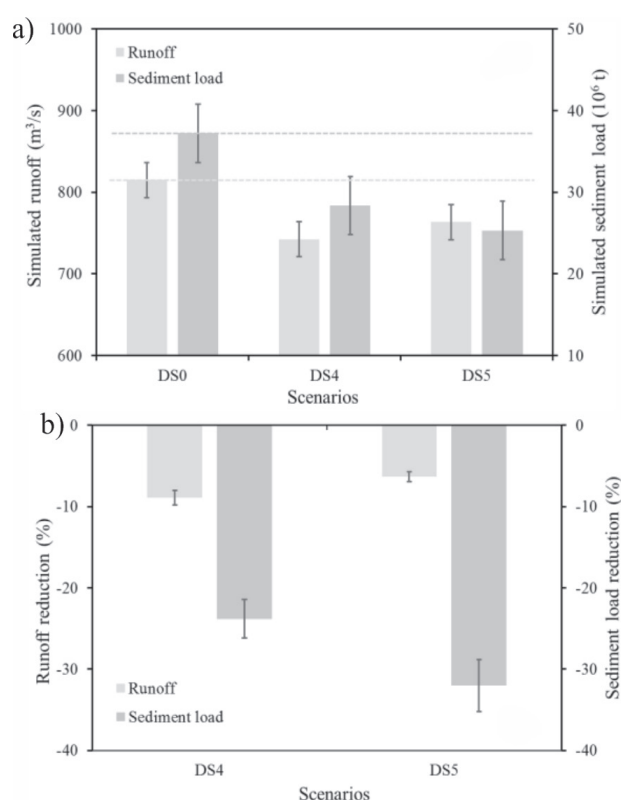 a)
1000
900
800
700
600
Simulated runoff (m³/s)
Runoff
Sediment load
50
40
30
20
10
Simulated sediment load (10⁶ t)
DS0 DS4 DS5
Scenarios
b)
0
-10
-20
-30
-40
Runoff reduction (%)
Runoff
Sediment load
0
-10
-20
-30
-40
Sediment load reduction (%)
DS4 DS5
Scenarios